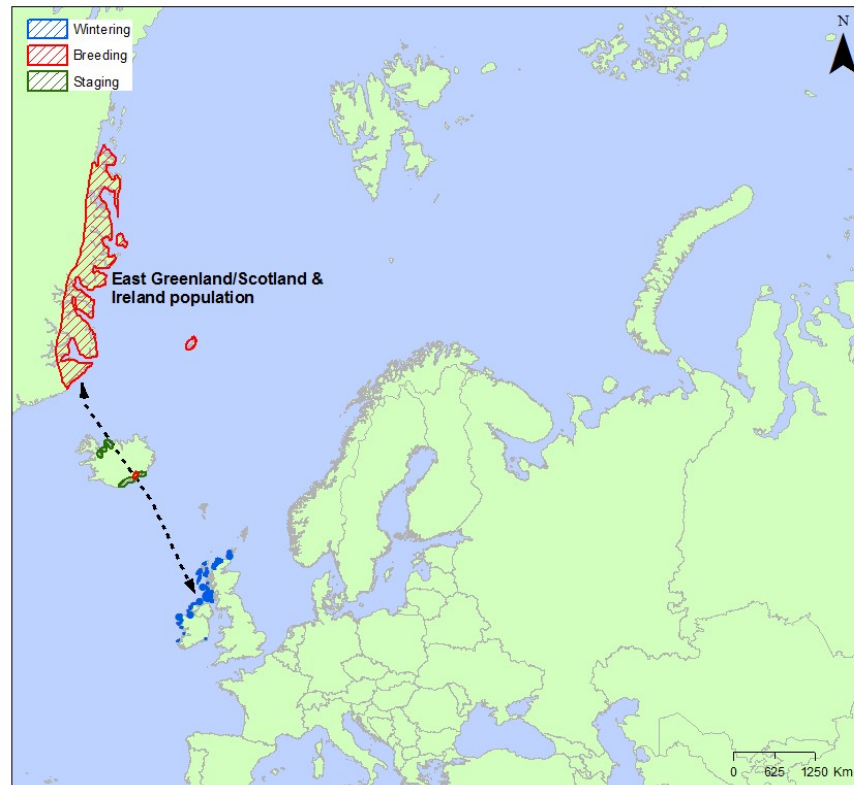 Wintering
Breeding
Staging
N
East Greenland/Scotland &
Ireland population
0 625 1250 Km